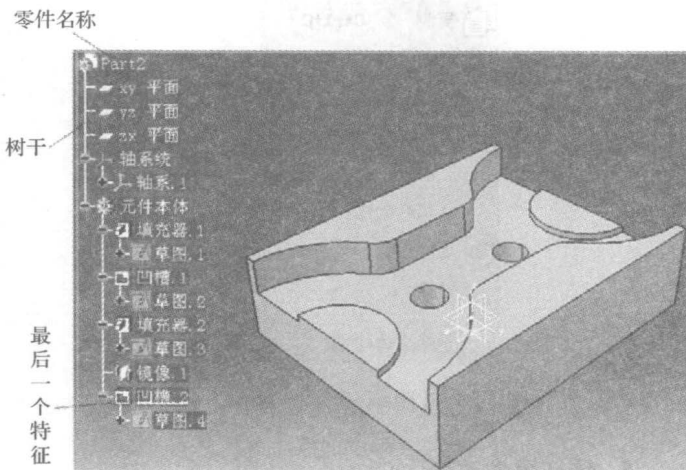 零件名称
Part2
xy 平面
yz 平面
zx 平面
树干
轴系统
轴系.1
元件本体
填充器.1
草图.1
凹槽.1
草图.2
填充器.2
草图.3
镜像.1
凹槽.2
草图.4
最后一个特征